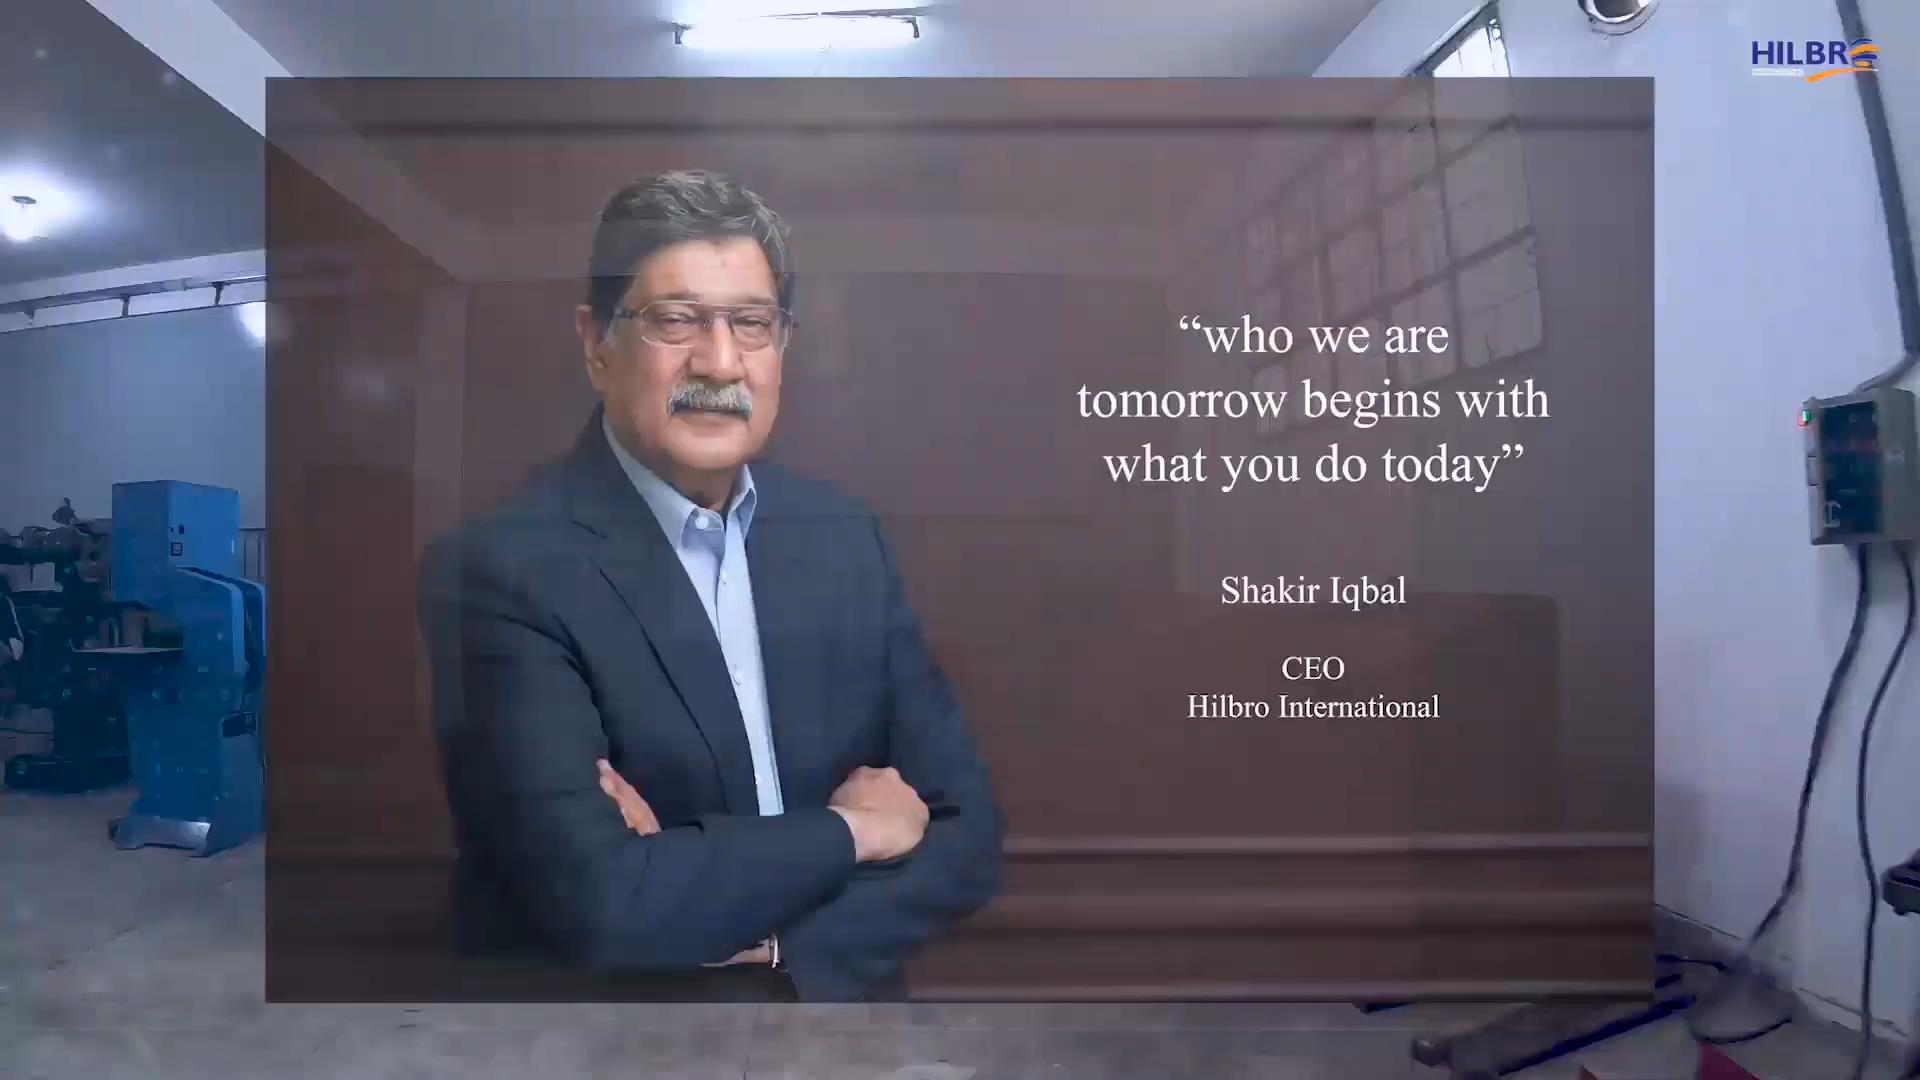 HILBRO
“who we are
tomorrow begins with
what you do today”
Shakir Iqbal
CEO
Hilbro International